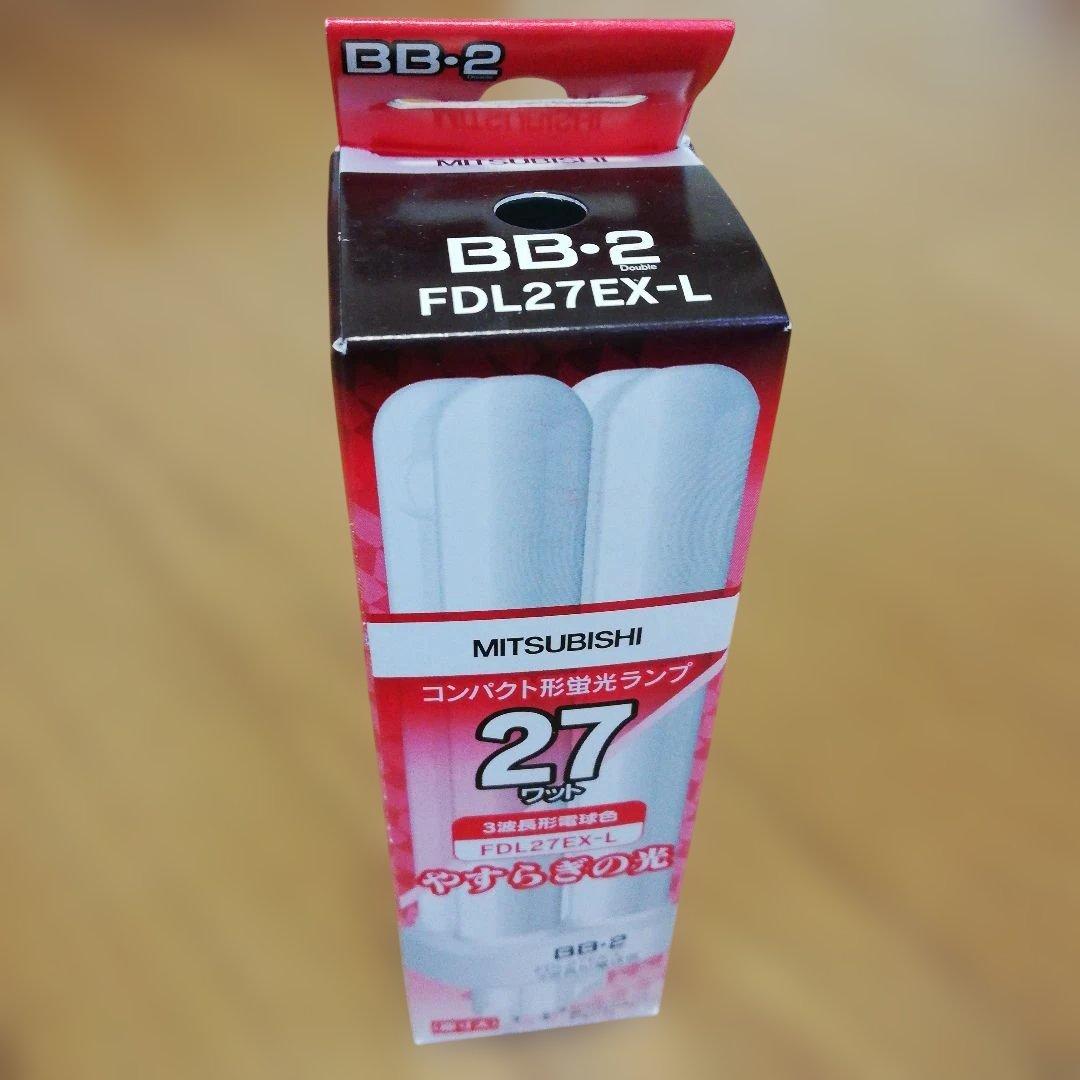 BB・2
Double
MITSUBISHI
MITSUBISHI
BB・2
Double
FDL27EX-L
MITSUBISHI
コンパクト形蛍光ランプ
27
ワット
3波長形電球色
FDL27EX-L
やすらぎの光
BB・2